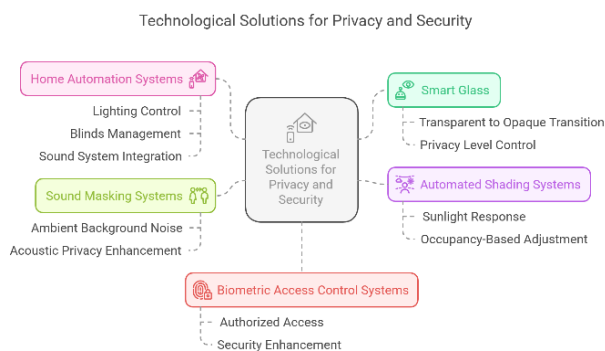 Technological Solutions for Privacy and Security
Home Automation Systems
Lighting Control
Blinds Management
Sound System Integration
Sound Masking Systems
Ambient Background Noise
Acoustic Privacy Enhancement
Technological
Solutions for
Privacy and
Security
Smart Glass
Transparent to Opaque Transition
Privacy Level Control
Automated Shading Systems
Sunlight Response
Occupancy-Based Adjustment
Biometric Access Control Systems
Authorized Access
Security Enhancement